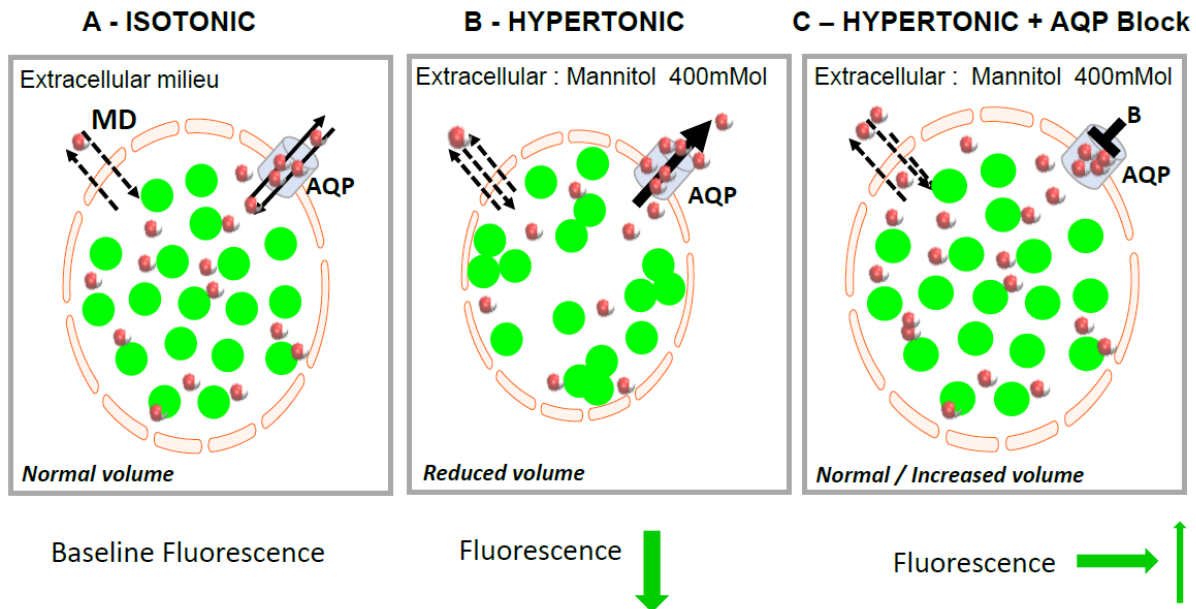 A - ISOTONIC
Extracellular milieu
MD
AQP
Normal volume
Baseline Fluorescence
B - HYPERTONIC
Extracellular : Mannitol 400mMol
AQP
Reduced volume
Fluorescence
C – HYPERTONIC + AQP Block
Extracellular : Mannitol 400mMol
B
AQP
Normal / Increased volume
Fluorescence